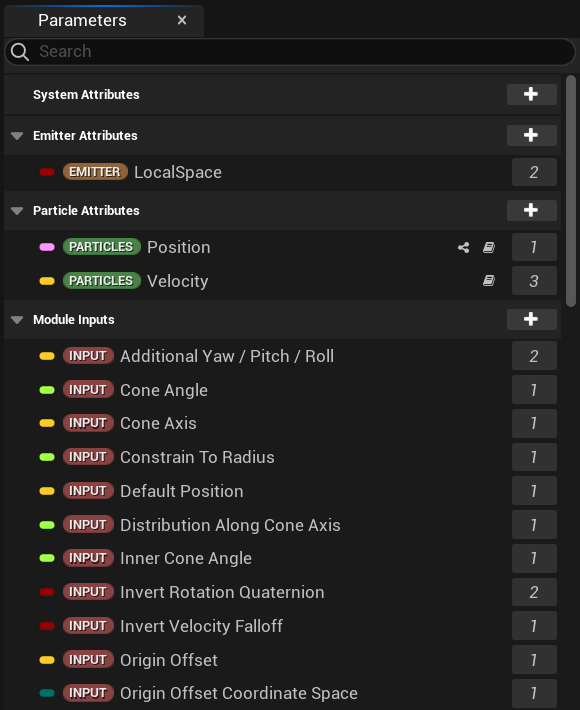 Parameters ×
Search
System Attributes
Emitter Attributes
EMITTER LocalSpace 2
Particle Attributes
PARTICLES Position 1
PARTICLES Velocity 3
Module Inputs
INPUT Additional Yaw / Pitch / Roll 2
INPUT Cone Angle 1
INPUT Cone Axis 1
INPUT Constrain To Radius 1
INPUT Default Position 1
INPUT Distribution Along Cone Axis 1
INPUT Inner Cone Angle 1
INPUT Invert Rotation Quaternion 2
INPUT Invert Velocity Falloff 1
INPUT Origin Offset 1
INPUT Origin Offset Coordinate Space 1